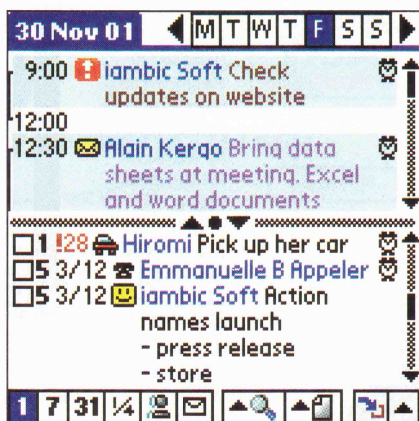 30 Nov 01 M T W T F S S
9:00 iambic Soft Check
updates on website
12:00
12:30 Alain Kergo Bring data
sheets at meeting. Excel
and word documents
1 !28 Hiromi Pick up her car
5 3/12 Emmanuelle B Appeler
5 3/12 iambic Soft Action
names launch
- press release
- store
1 7 31 ¼